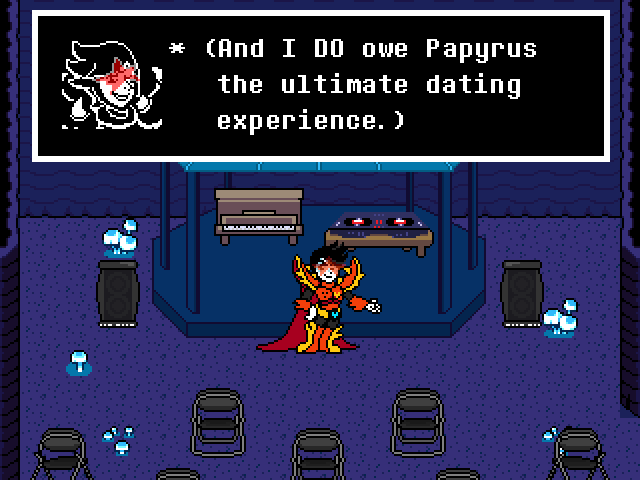 * (And I DO owe Papyrus
the ultimate dating
experience.)